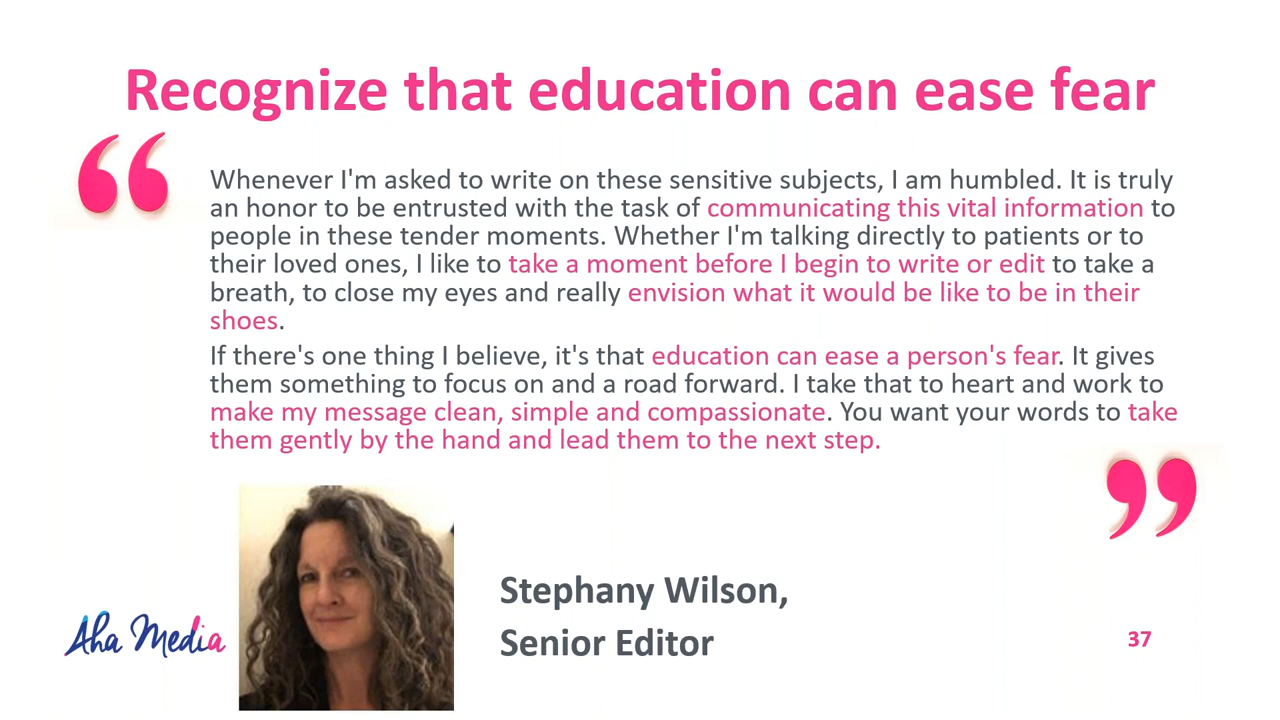 Recognize that education can ease fear
Whenever I'm asked to write on these sensitive subjects, I am humbled. It is truly
an honor to be entrusted with the task of communicating this vital information to
people in these tender moments. Whether I'm talking directly to patients or to
their loved ones, I like to take a moment before I begin to write or edit to take a
breath, to close my eyes and really envision what it would be like to be in their
shoes.
If there's one thing I believe, it's that education can ease a person's fear. It gives
them something to focus on and a road forward. I take that to heart and work to
make my message clean, simple and compassionate. You want your words to take
them gently by the hand and lead them to the next step.
Stephany Wilson,
Senior Editor
Aha Media
37